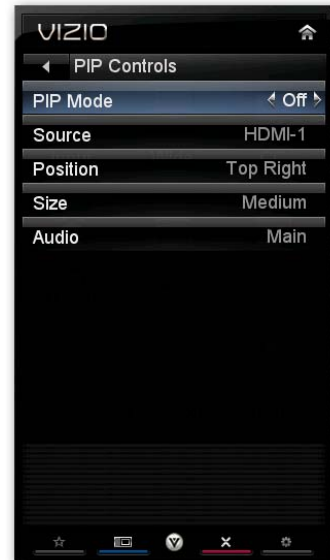 VIZIO
PIP Controls
PIP Mode Off
Source HDMI-1
Position Top Right
Size Medium
Audio Main
V